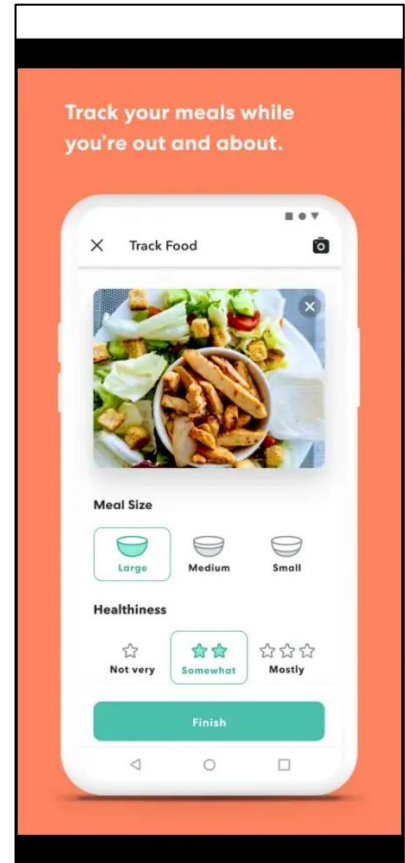 Track your meals while
you're out and about.
Track Food
Meal Size
Large Medium Small
Healthiness
Not very Somewhat Mostly
Finish